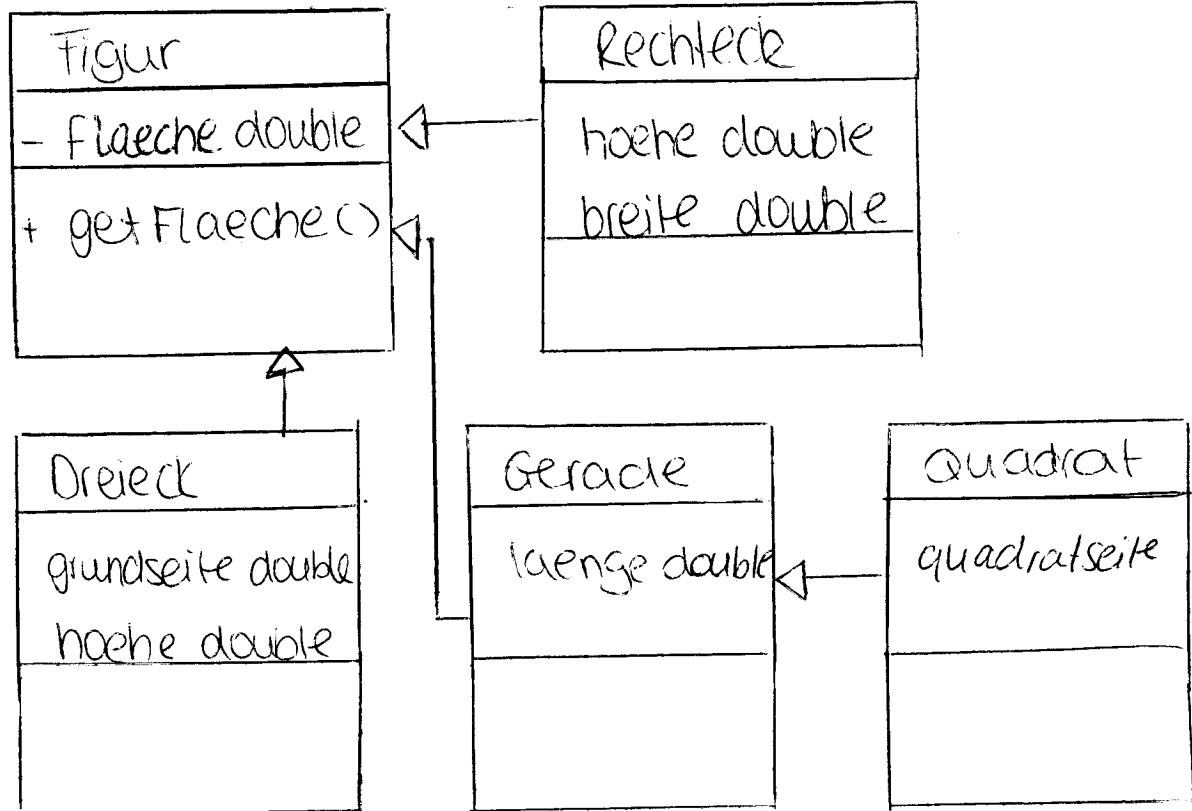 Figur
- flaeche double
+ getFlaeche()
Rechteck
hoehe double
breite double
Dreieck
grundseite double
hoehe double
Gerade
laenge double
Quadrat
quadratseite